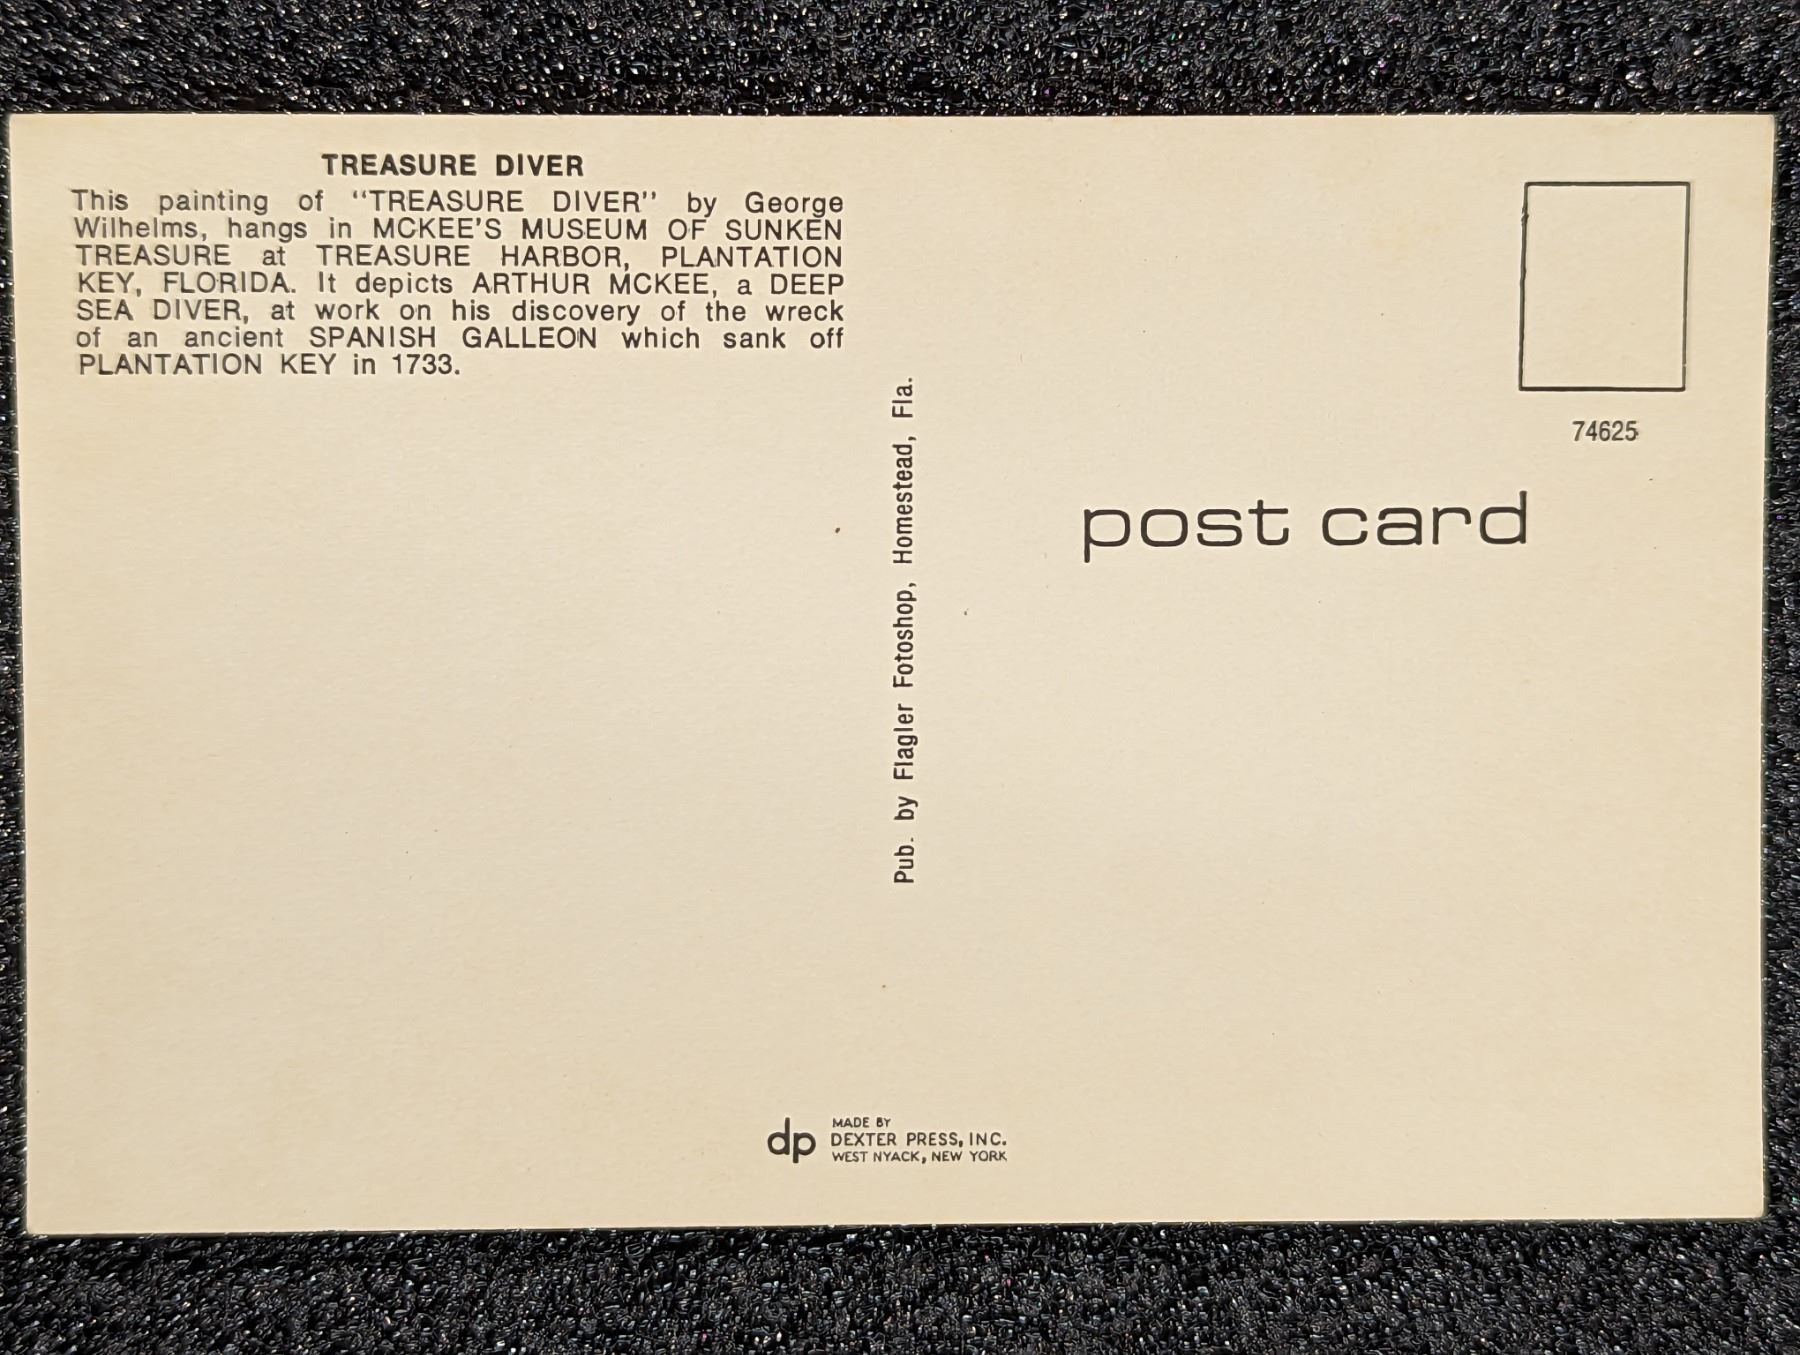 TREASURE DIVER
This painting of "TREASURE DIVER" by George
Wilhelms, hangs in MCKEE'S MUSEUM OF SUNKEN
TREASURE at TREASURE HARBOR, PLANTATION
KEY, FLORIDA. It depicts ARTHUR MCKEE, a DEEP
SEA DIVER, at work on his discovery of the wreck
of an ancient SPANISH GALLEON which sank off
PLANTATION KEY in 1733.
Pub. by Flagler Fotoshop, Homestead, Fla.
74625
post card
dp
MADE BY
DEXTER PRESS, INC.
WEST NYACK, NEW YORK